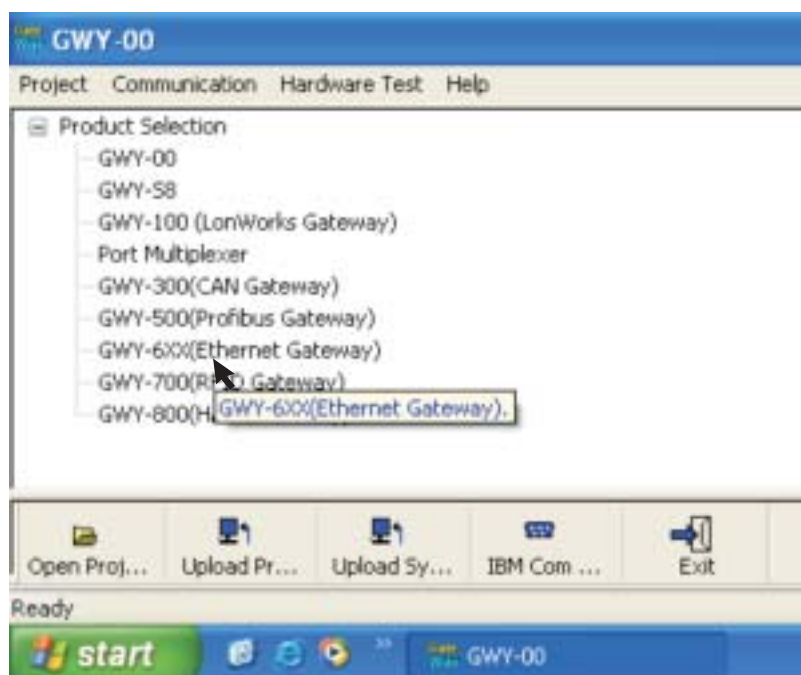 GWY-00
Project Communication Hardware Test Help
Product Selection
GWY-00
GWY-S8
GWY-100 (LonWorks Gateway)
Port Multiplexer
GWY-300(CAN Gateway)
GWY-500(Profibus Gateway)
GWY-6XX(Ethernet Gateway)
GWY-700( Gateway)
GWY-800(H
GWY-6XX(Ethernet Gateway).
Open Proj... Upload Pr... Upload Sy... IBM Com ... Exit
Ready
start GWY-00